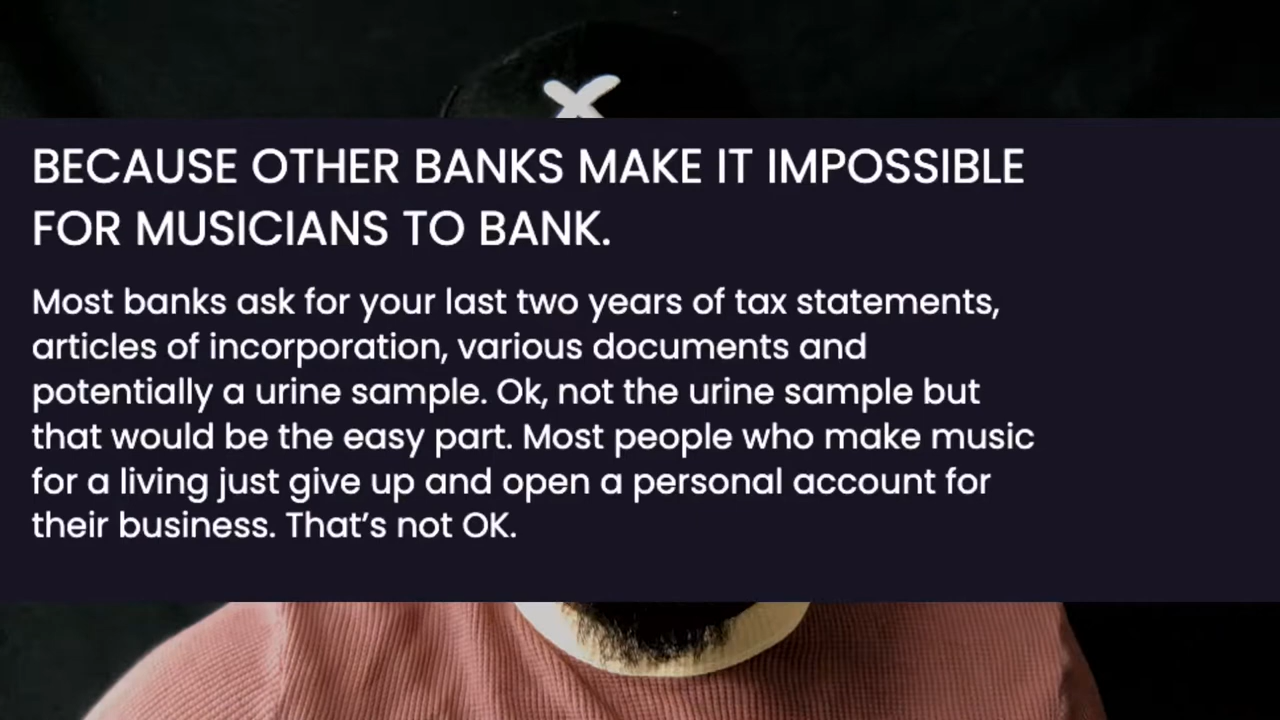 BECAUSE OTHER BANKS MAKE IT IMPOSSIBLE
FOR MUSICIANS TO BANK.
Most banks ask for your last two years of tax statements,
articles of incorporation, various documents and
potentially a urine sample. Ok, not the urine sample but
that would be the easy part. Most people who make music
for a living just give up and open a personal account for
their business. That’s not OK.